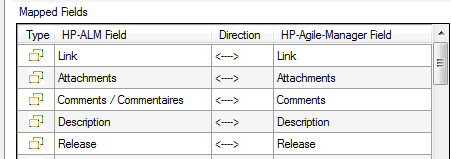 Mapped Fields
Type HP-ALM Field Direction HP-Agile-Manager Field
Link <----> Link
Attachments <----> Attachments
Comments / Commentaires <----> Comments
Description <----> Description
Release <----> Release